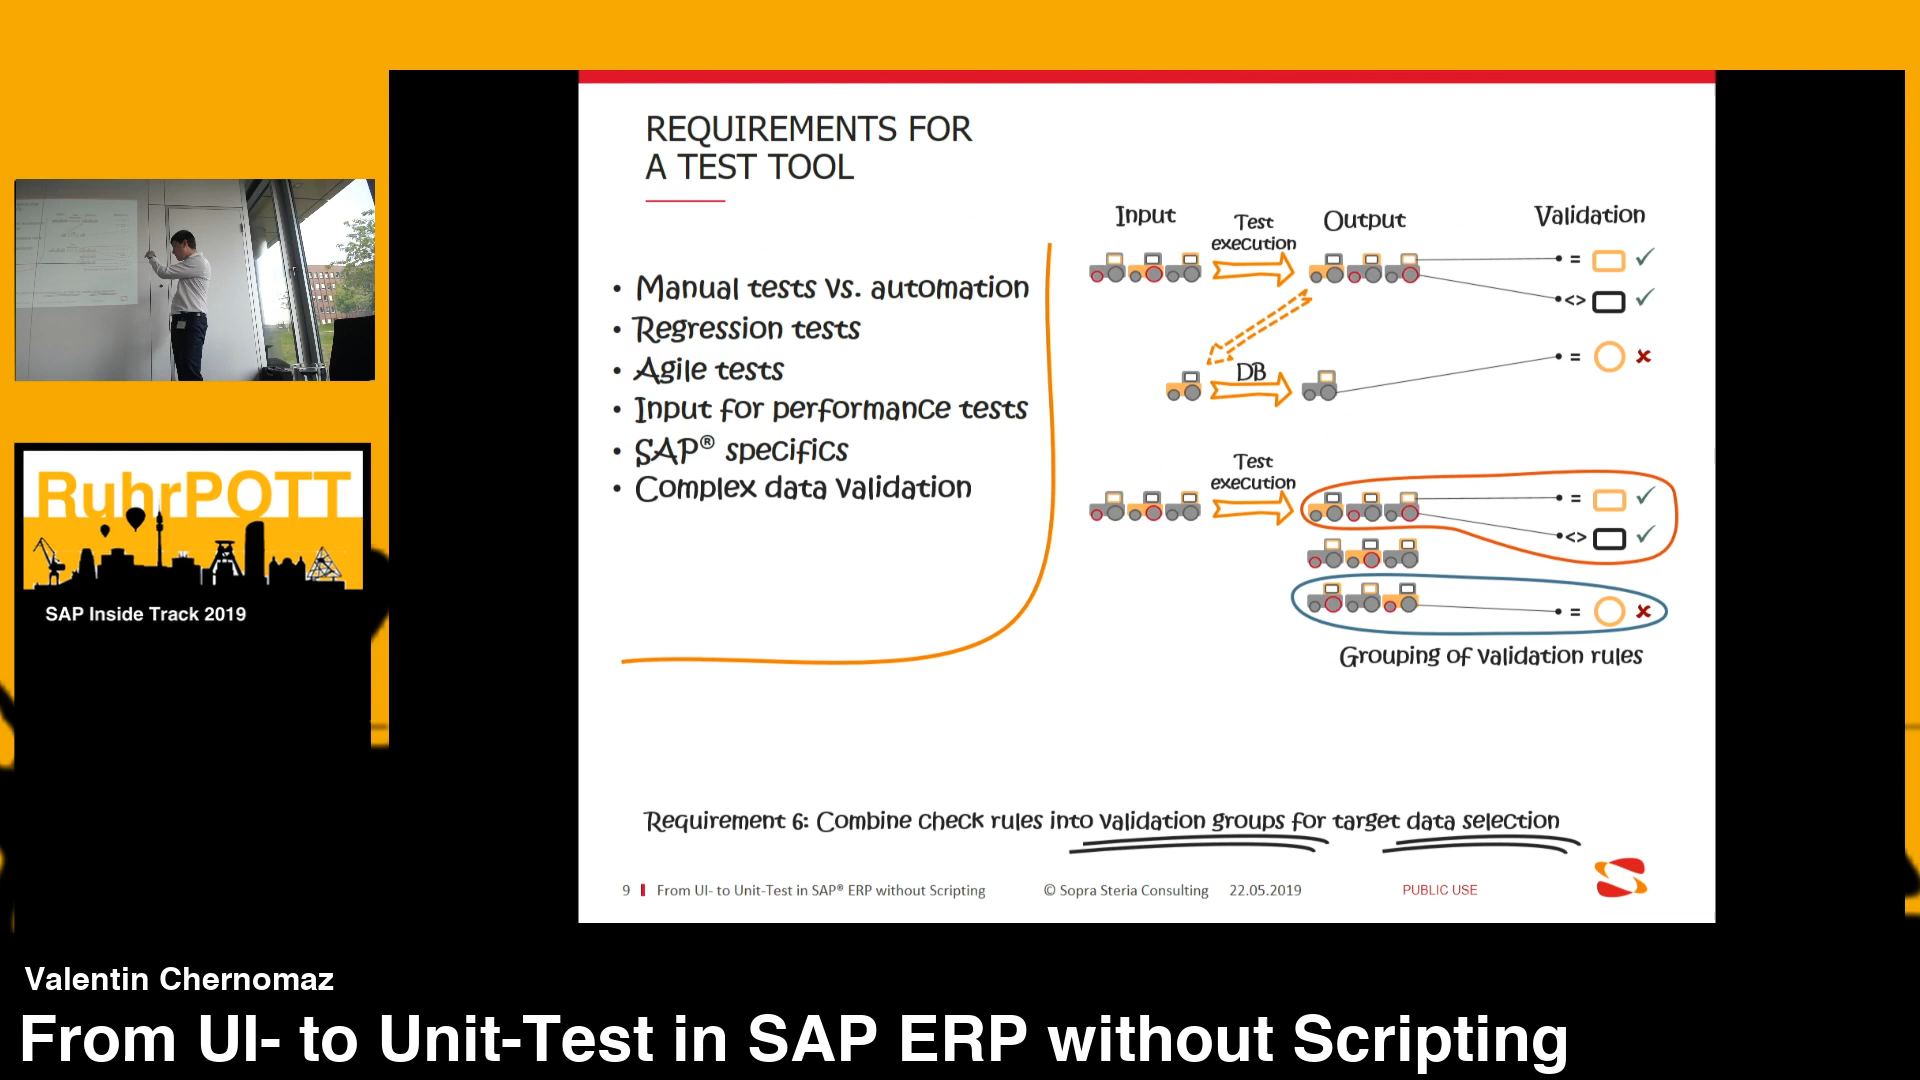 REQUIREMENTS FOR
A TEST TOOL
• Manual tests vs. automation
• Regression tests
• Agile tests
• Input for performance tests
• SAP® specifics
• Complex data validation
Input
Test
execution
Output
Validation
=
<>
=
DB
Test
execution
=
<>
=
Grouping of validation rules
Requirement 6: Combine check rules into validation groups for target data selection
9 From UI- to Unit-Test in SAP® ERP without Scripting © Sopra Steria Consulting 22.05.2019 PUBLIC USE
RuhrPOTT
SAP Inside Track 2019
Valentin Chernomaz
From UI- to Unit-Test in SAP ERP without Scripting